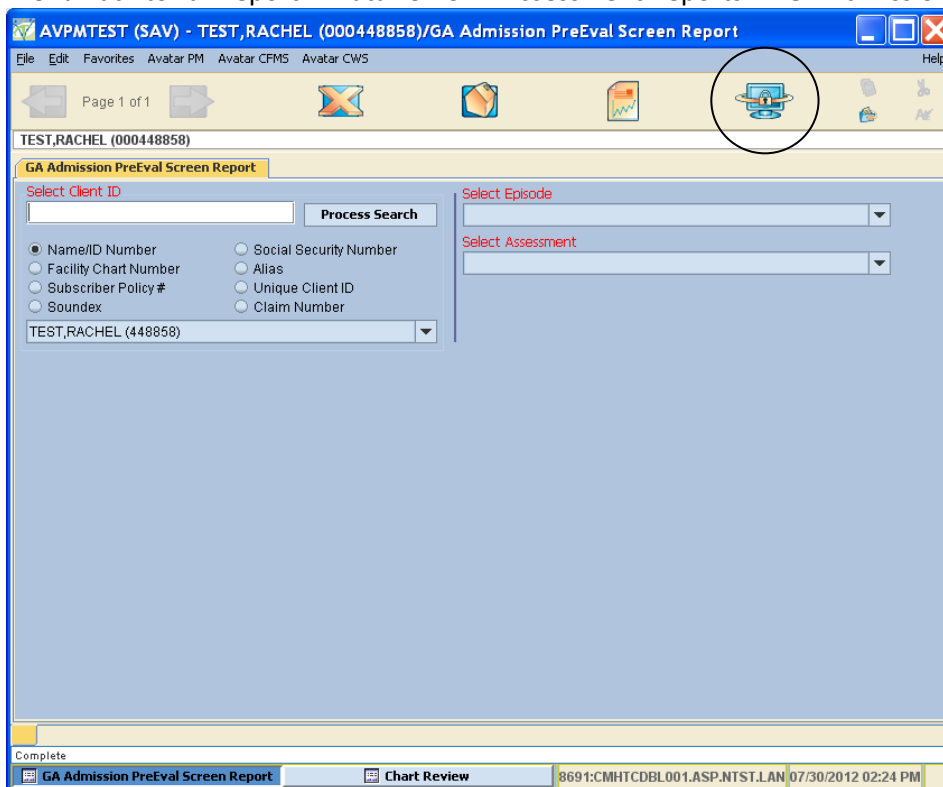 AVPMTEST (SAV) - TEST,RACHEL (000448858)/GA Admission PreEval Screen Report
File Edit Favorites Avatar PM Avatar CFMS Avatar CWS Help
Page 1 of 1
TEST,RACHEL (000448858)
GA Admission PreEval Screen Report
Select Client ID
Process Search
Name/ID Number
Social Security Number
Facility Chart Number
Alias
Subscriber Policy #
Unique Client ID
Soundex
Claim Number
TEST,RACHEL (448858)
Select Episode
Select Assessment
Complete
GA Admission PreEval Screen Report
Chart Review
8691:CMHTCDBL001.ASP.NTST.LAN
07/30/2012 02:24 PM